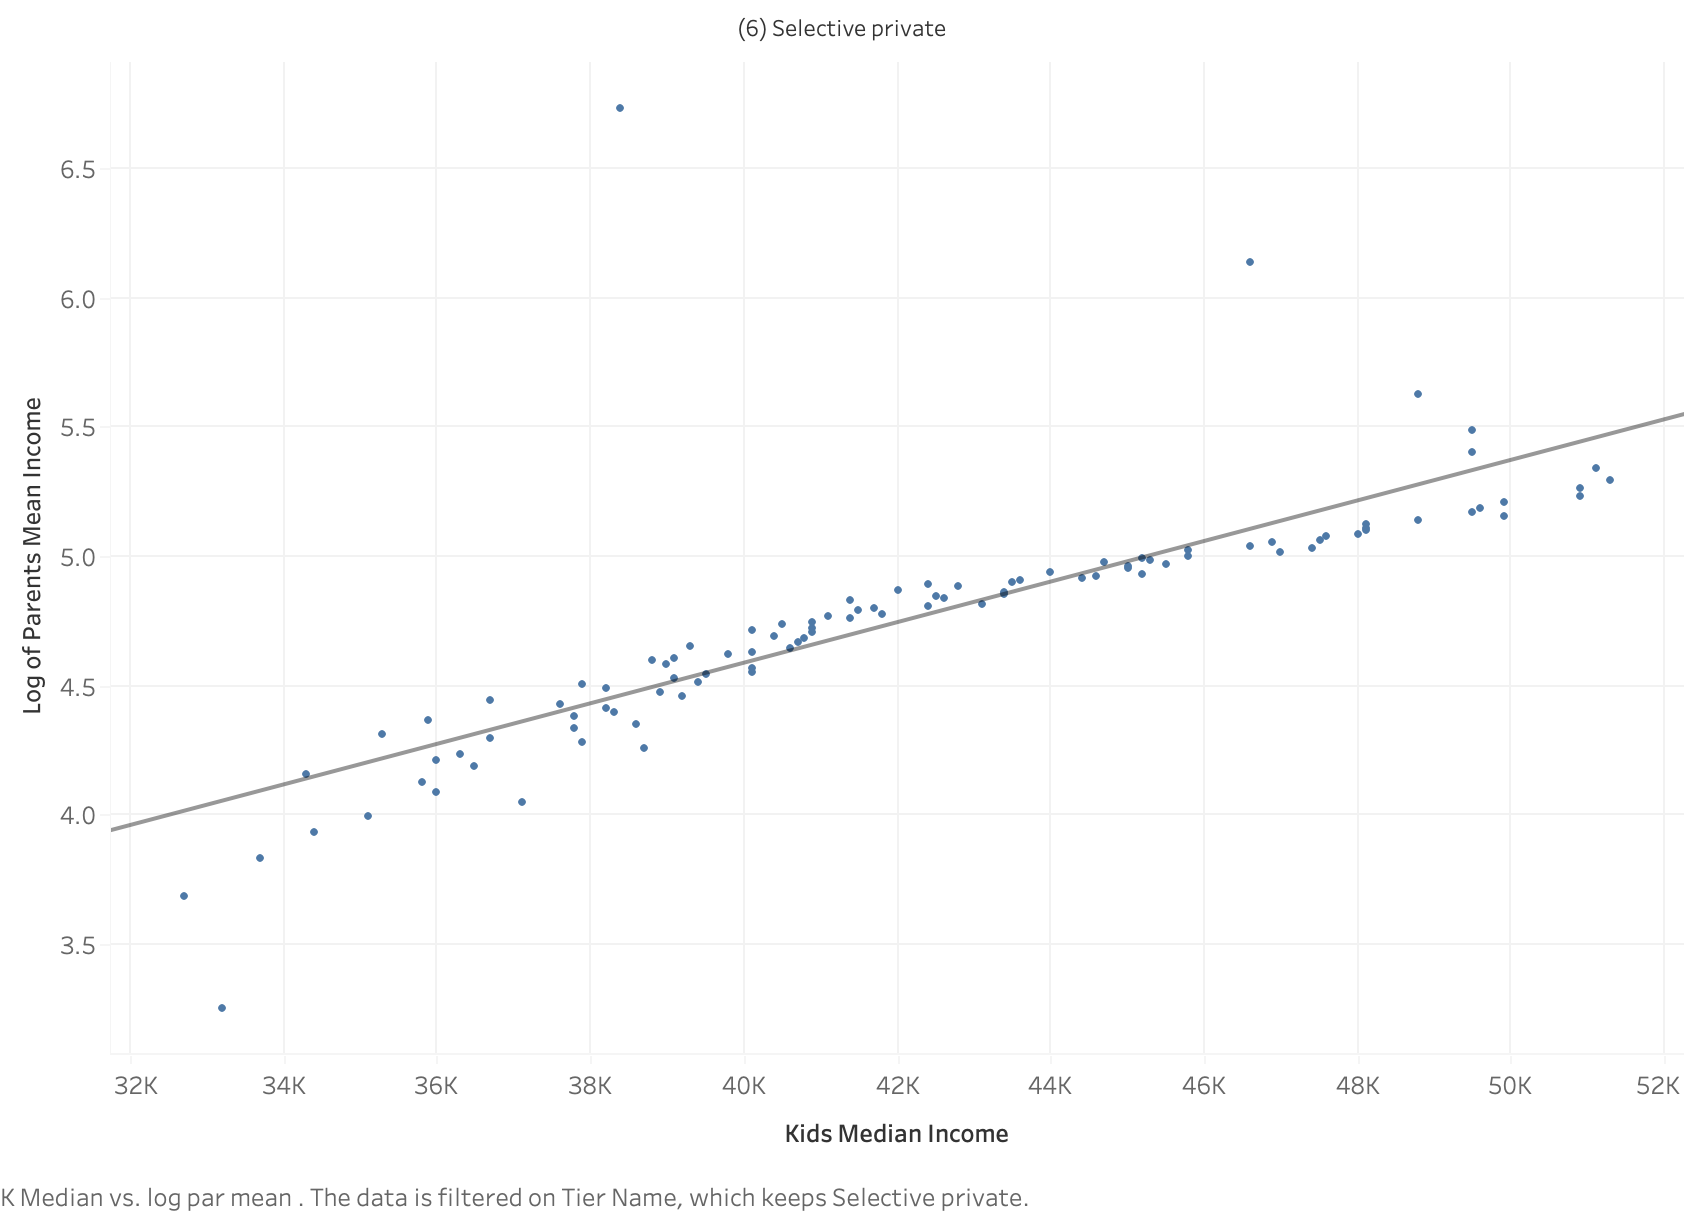 (6) Selective private
Log of Parents Mean Income
6.5
6.0
5.5
5.0
4.5
4.0
3.5
32K 34K 36K 38K 40K 42K 44K 46K 48K 50K 52K
Kids Median Income
K Median vs. log par mean . The data is filtered on Tier Name, which keeps Selective private.